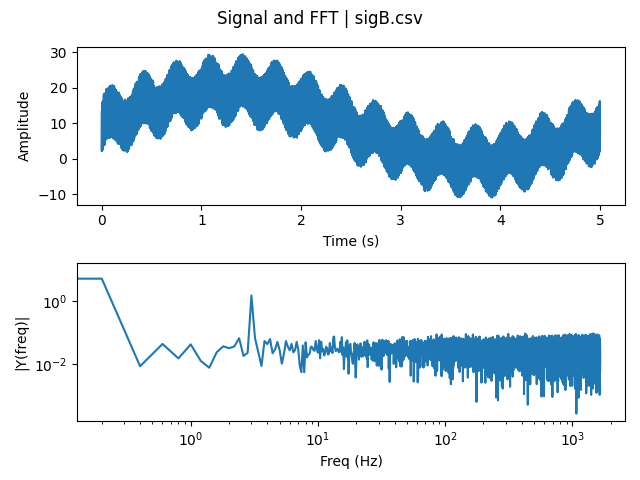 Signal and FFT | sigB.csv
30
20
10
0
−10
Amplitude
0 1 2 3 4 5
Time (s)
10⁰
10⁻²
|Y(freq)|
10⁰ 10¹ 10² 10³
Freq (Hz)